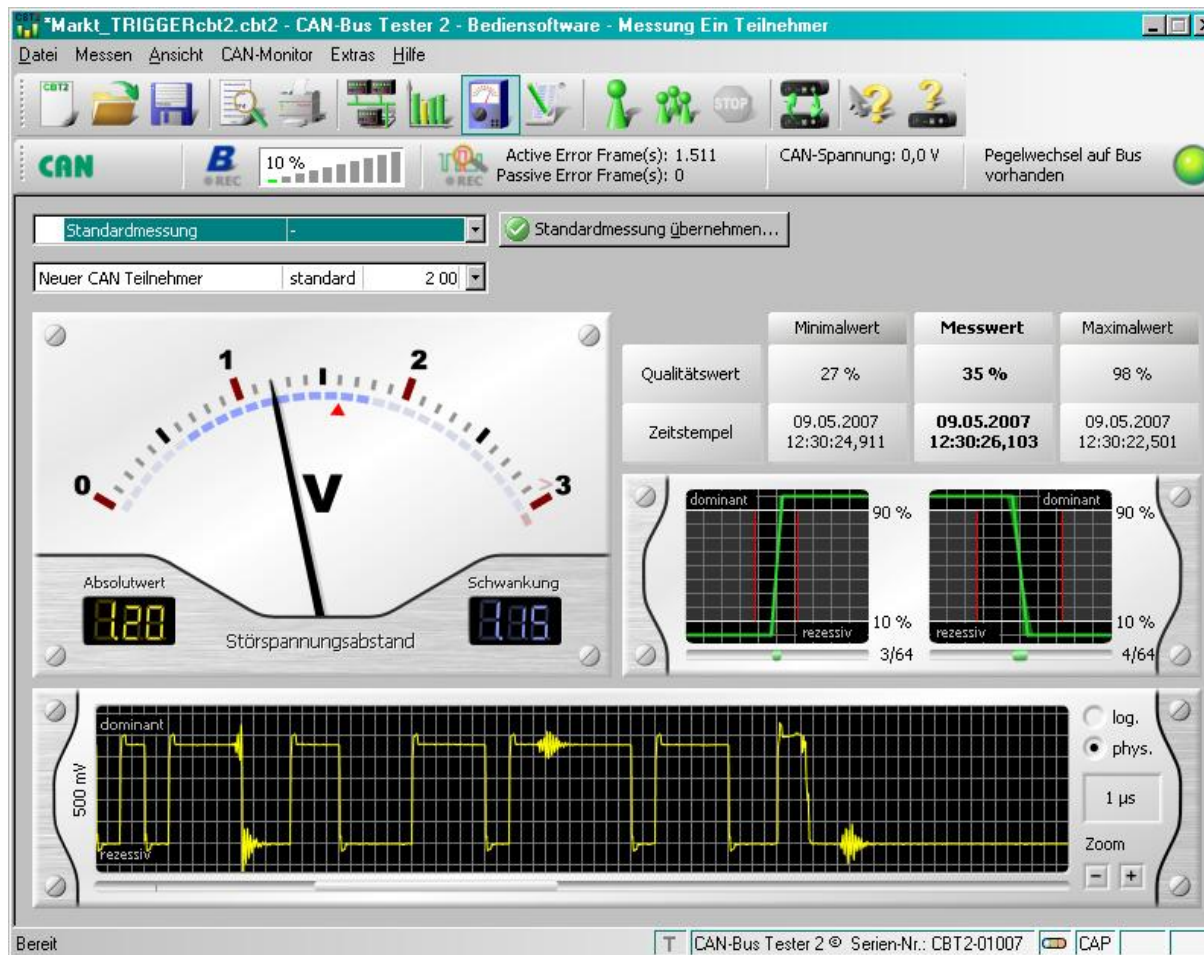 *Markt_TRIGGERcbt2.cbt2 - CAN-Bus Tester 2 - Bediensoftware - Messung Ein Teilnehmer
Datei Messen Ansicht CAN-Monitor Extras Hilfe
CBT2
STOP
CAN
B
REC
10 %
REC
Active Error Frame(s): 1.511
Passive Error Frame(s): 0
CAN-Spannung: 0,0 V
Pegelwechsel auf Bus
vorhanden
Standardmessung -
Standardmessung übernehmen...
Neuer CAN Teilnehmer standard 2 00
0 1 2 3
V
Absolutwert
1.20
Störspannungsabstand
Schwankung
1.15
Minimalwert Messwert Maximalwert
Qualitätswert 27 % 35 % 98 %
Zeitstempel
09.05.2007
12:30:24,911
09.05.2007
12:30:26,103
09.05.2007
12:30:22,501
dominant
90 %
10 %
rezessiv
3/64
dominant
90 %
10 %
rezessiv
4/64
500 mV
dominant
rezessiv
log.
phys.
1 µs
Zoom
- +
Bereit
T
CAN-Bus Tester 2 © Serien-Nr.: CBT2-01007
CAP